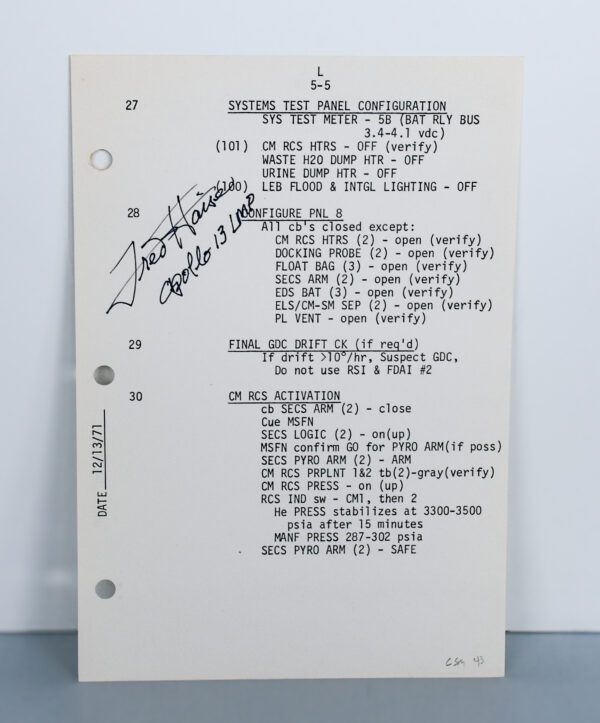 L
5-5
27 SYSTEMS TEST PANEL CONFIGURATION
SYS TEST METER - 5B (BAT RLY BUS
3.4-4.1 vdc)
(101) CM RCS HTRS - OFF (verify)
WASTE H2O DUMP HTR - OFF
URINE DUMP HTR - OFF
(100) LEB FLOOD & INTGL LIGHTING - OFF
Fred Haise
Apollo 13 LMP
28 CONFIGURE PNL 8
All cb's closed except:
CM RCS HTRS (2) - open (verify)
DOCKING PROBE (2) - open (verify)
FLOAT BAG (3) - open (verify)
SECS ARM (2) - open (verify)
EDS BAT (3) - open (verify)
ELS/CM-SM SEP (2) - open (verify)
PL VENT - open (verify)
29 FINAL GDC DRIFT CK (if req'd)
If drift >10°/hr, Suspect GDC,
Do not use RSI & FDAI #2
30 CM RCS ACTIVATION
cb SECS ARM (2) - close
Cue MSFN
SECS LOGIC (2) - on(up)
MSFN confirm GO for PYRO ARM(if poss)
SECS PYRO ARM (2) - ARM
CM RCS PRPLNT 1&2 tb(2)-gray(verify)
CM RCS PRESS - on (up)
RCS IND sw - CM1, then 2
He PRESS stabilizes at 3300-3500
psia after 15 minutes
MANF PRESS 287-302 psia
SECS PYRO ARM (2) - SAFE
DATE 12/13/71
CSM 43